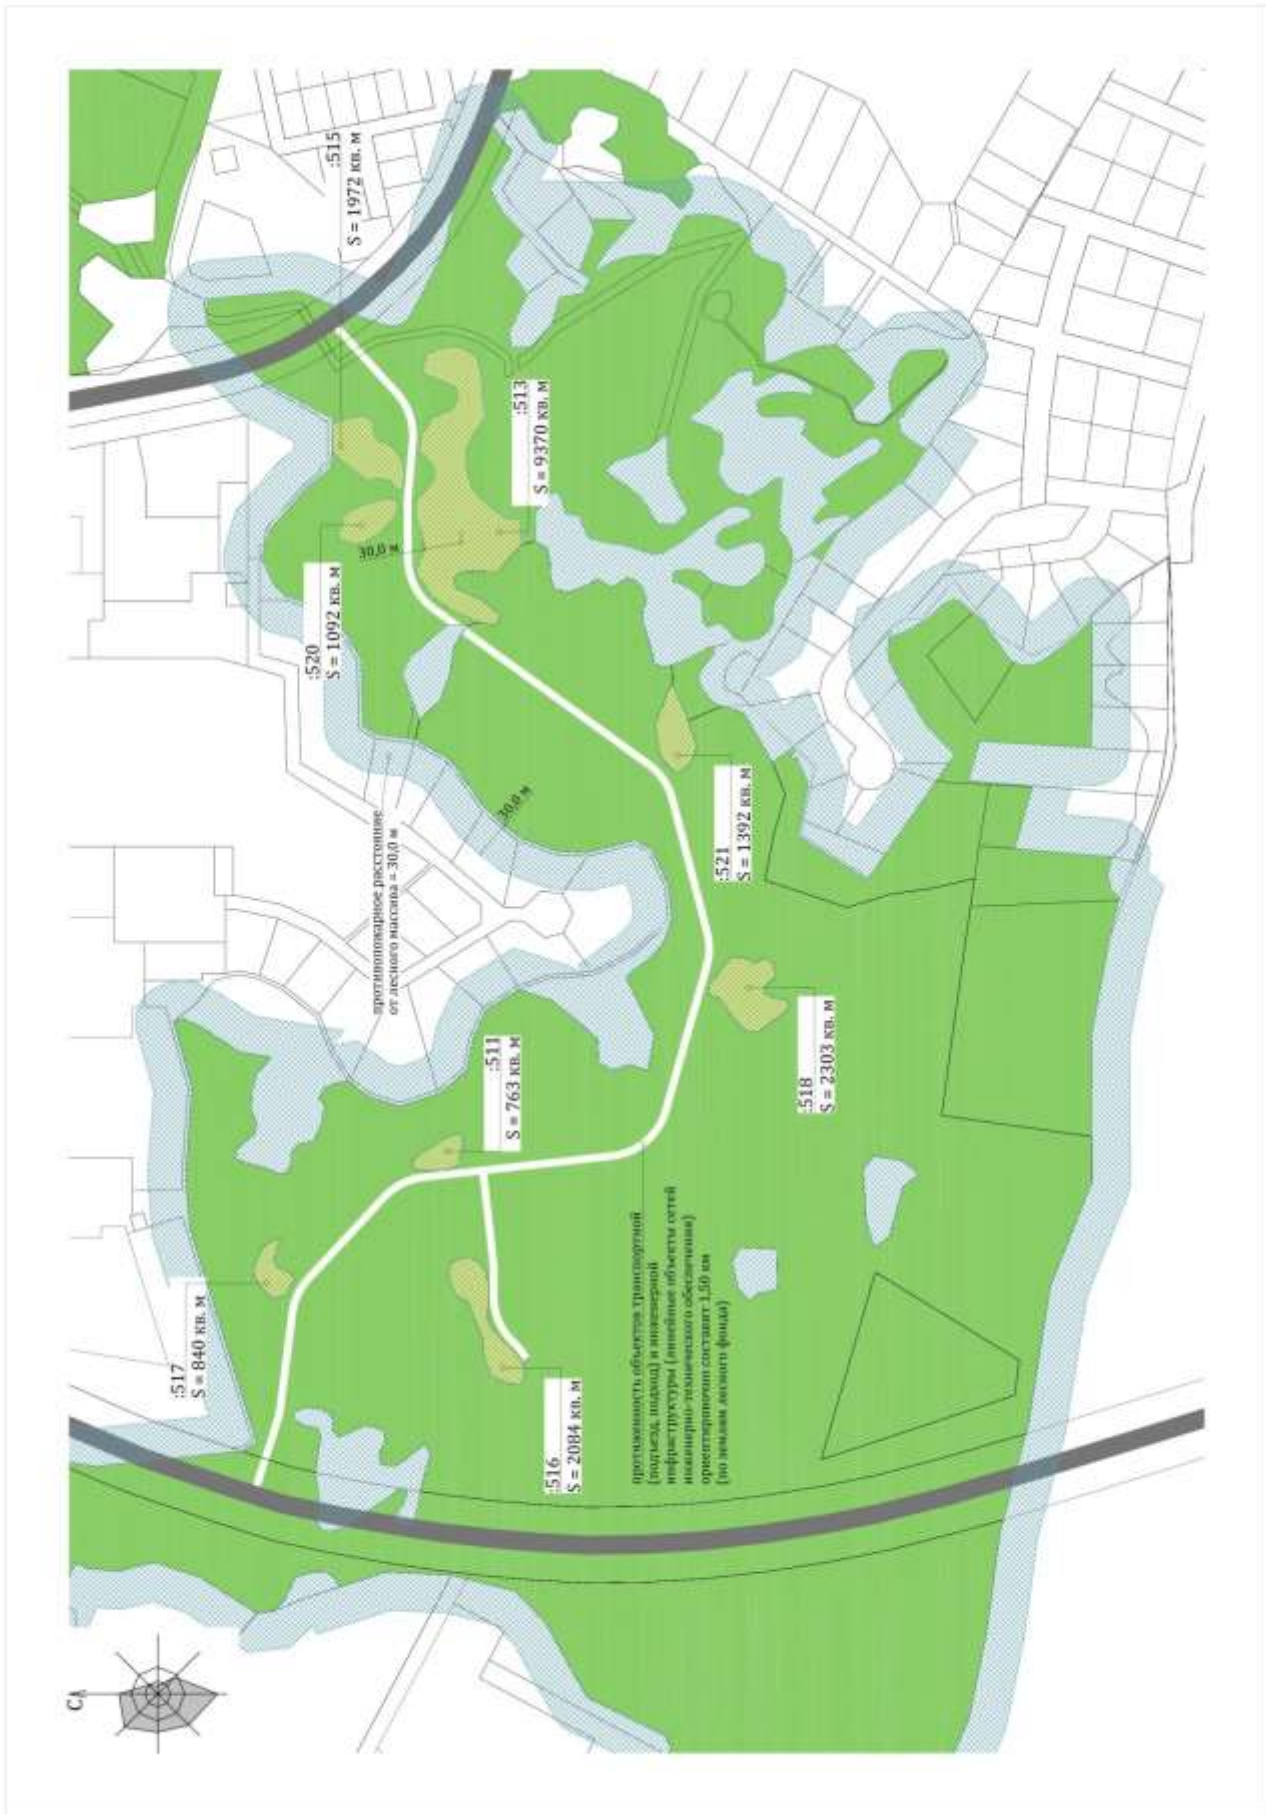 :515
S = 1972 кв. м
:513
S = 9370 кв. м
30,0 м
:520
S = 1092 кв. м
30,0 м
противопожарное расстояние
от лесного массива = 30,0 м
:521
S = 1392 кв. м
:511
S = 763 кв. м
:518
S = 2303 кв. м
:517
S = 840 кв. м
:516
S = 2084 кв. м
протяженность объектов транспортной
(подъезд, подход) и инженерной
инфраструктуры (линейные объекты сетей
инженерно-технического обеспечения)
ориентировочно составит 1,50 км
(по землям лесного фонда)
С